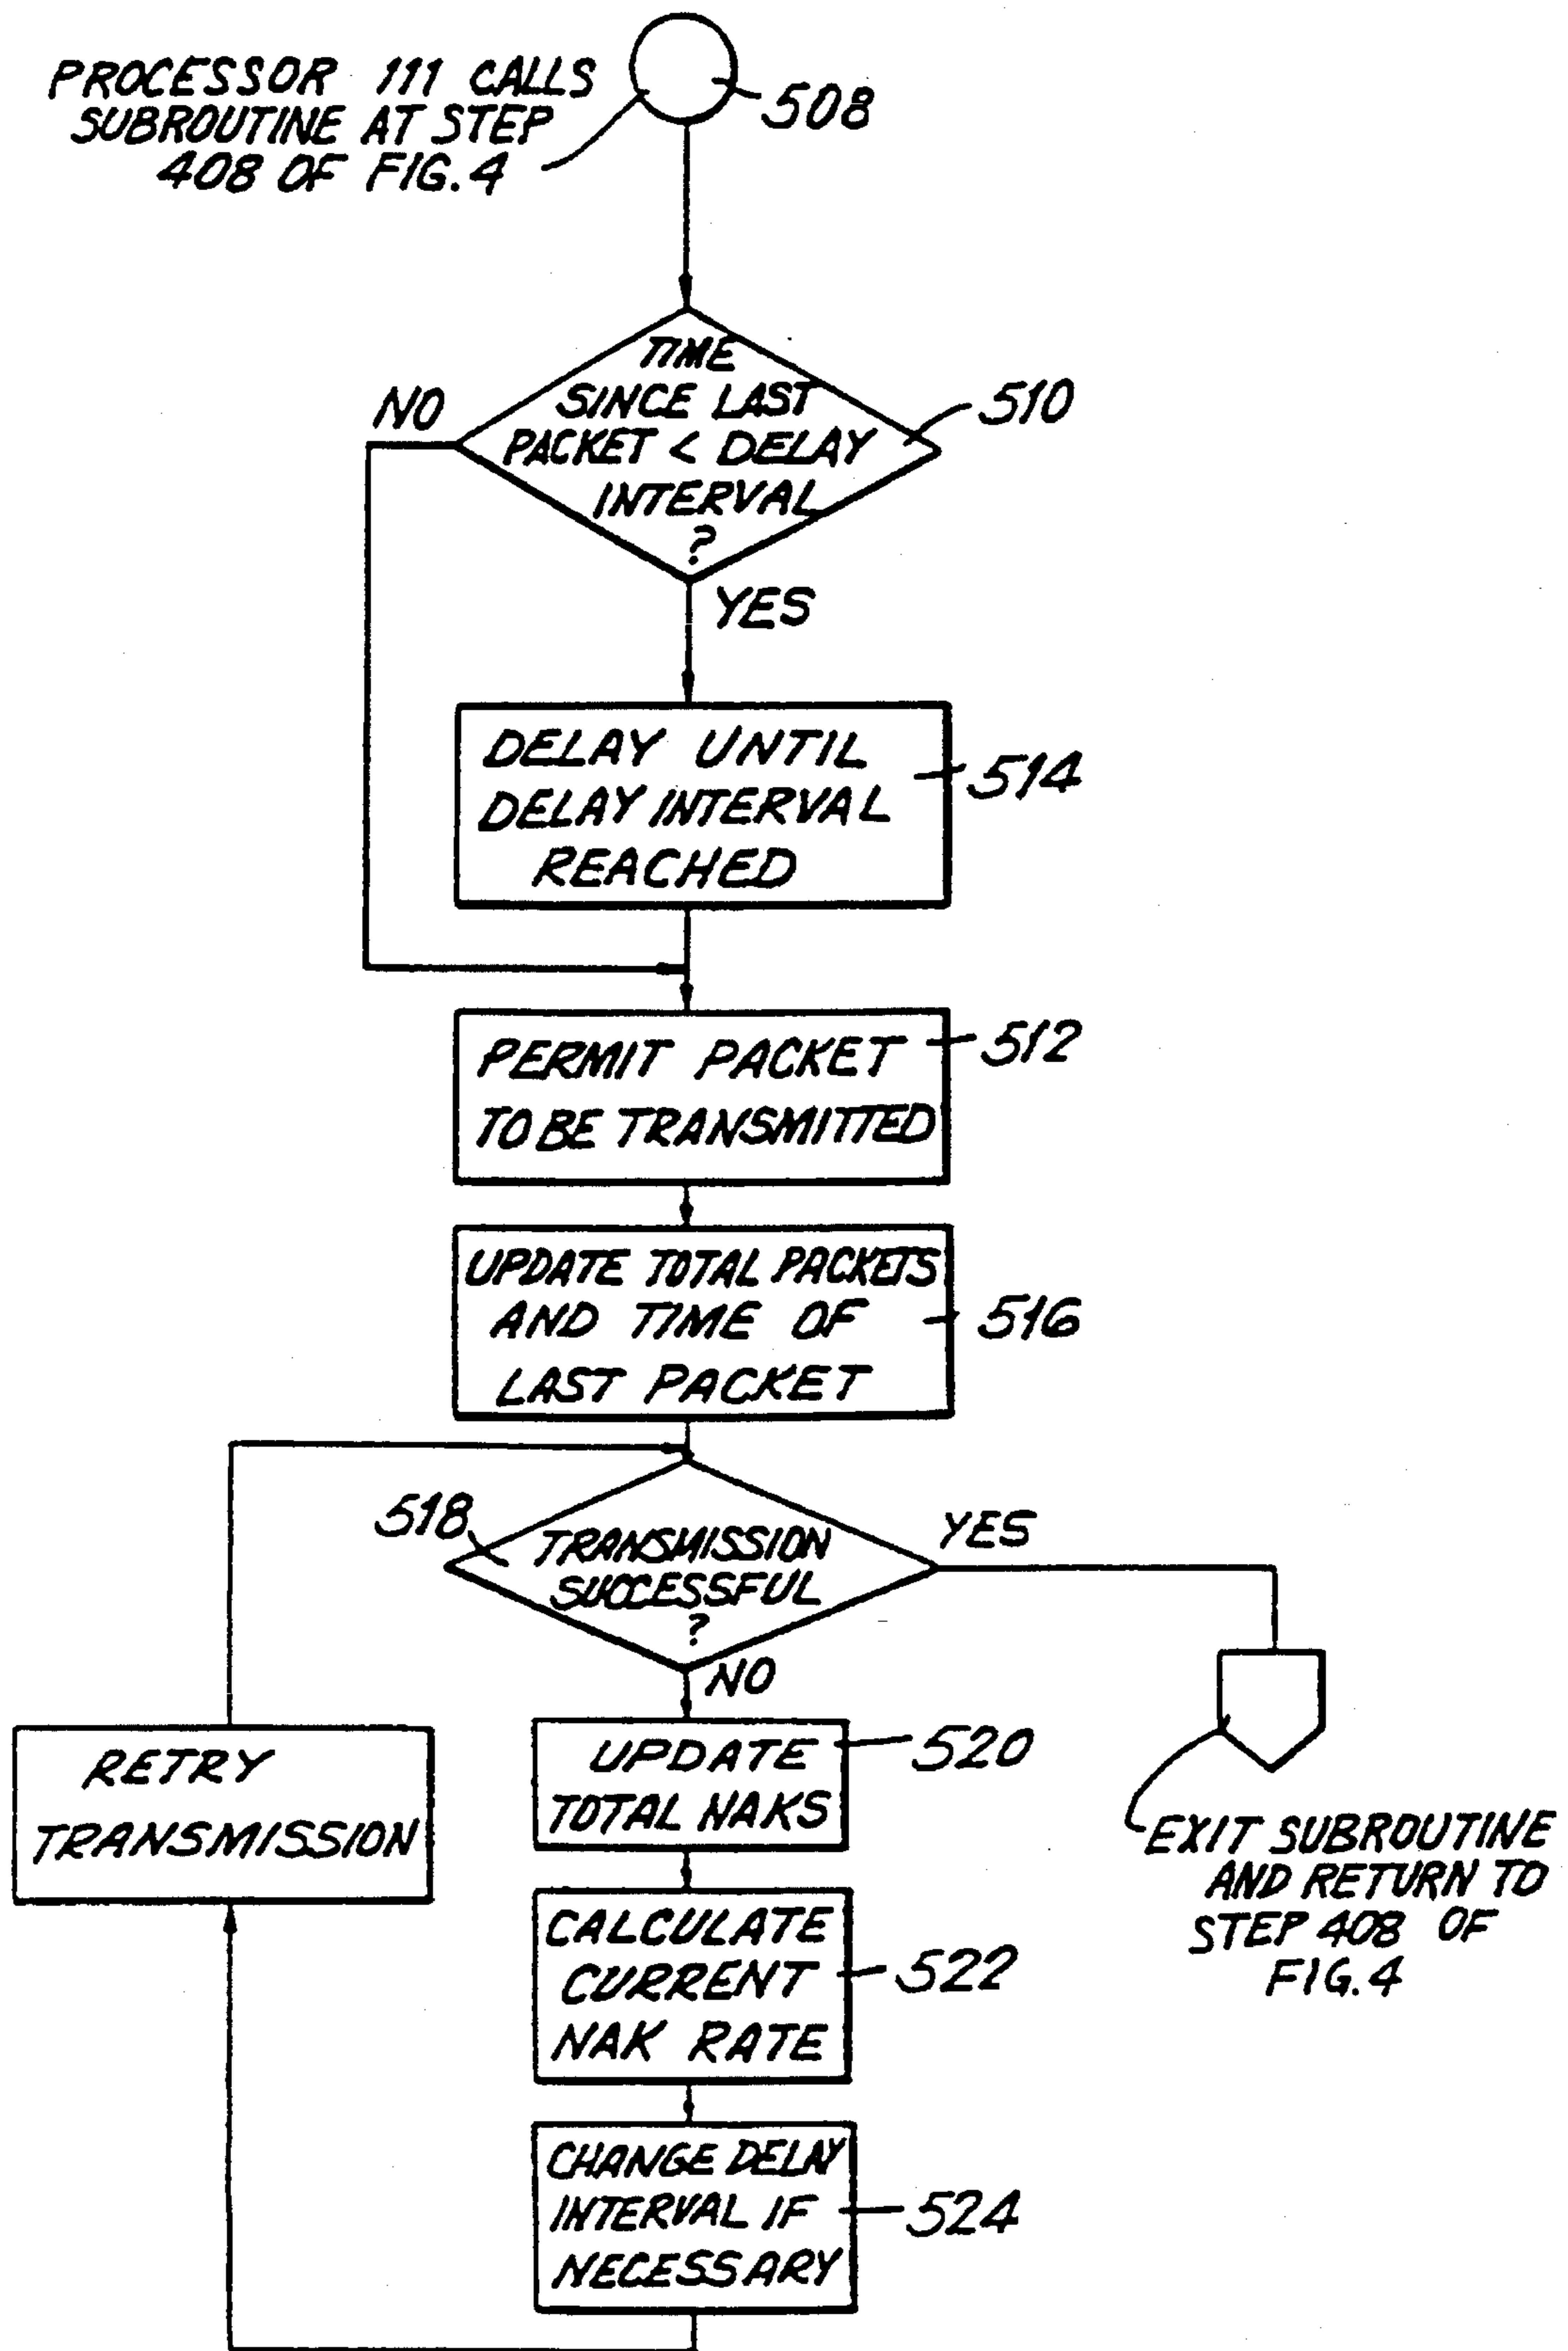 PROCESSOR 111 CALLS
SUBROUTINE AT STEP
408 OF FIG. 4
508
TIME
SINCE LAST
PACKET < DELAY
INTERVAL
?
510
NO
YES
DELAY UNTIL
DELAY INTERVAL
REACHED
514
PERMIT PACKET
TO BE TRANSMITTED
512
UPDATE TOTAL PACKETS
AND TIME OF
LAST PACKET
516
518
TRANSMISSION
SUCCESSFUL
?
YES
NO
RETRY
TRANSMISSION
UPDATE
TOTAL NAKS
520
EXIT SUBROUTINE
AND RETURN TO
STEP 408 OF
FIG. 4
CALCULATE
CURRENT
NAK RATE
522
CHANGE DELAY
INTERVAL IF
NECESSARY
524